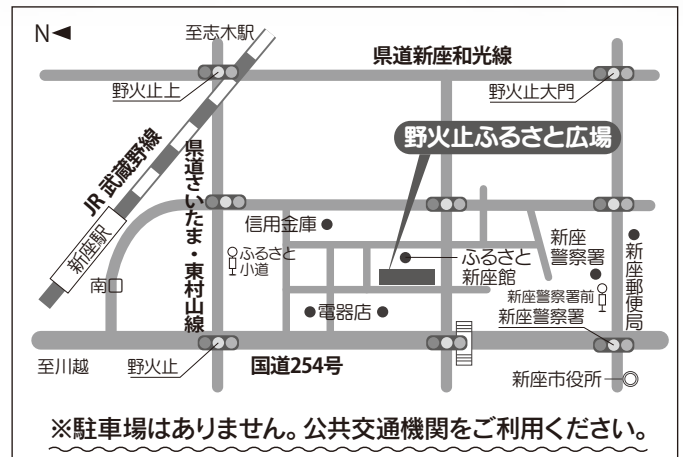 N◀
至志木駅
県道新座和光線
野火止上
野火止大門
野火止ふるさと広場
JR武蔵野線
県道さいたま・東村山線
新座駅
南口
信用金庫
ふるさと
小道
ふるさと
新座館
新座
警察署
新座警察署前
新座郵便局
電器店
新座警察署
至川越
野火止
国道254号
新座市役所
※駐車場はありません。公共交通機関をご利用ください。